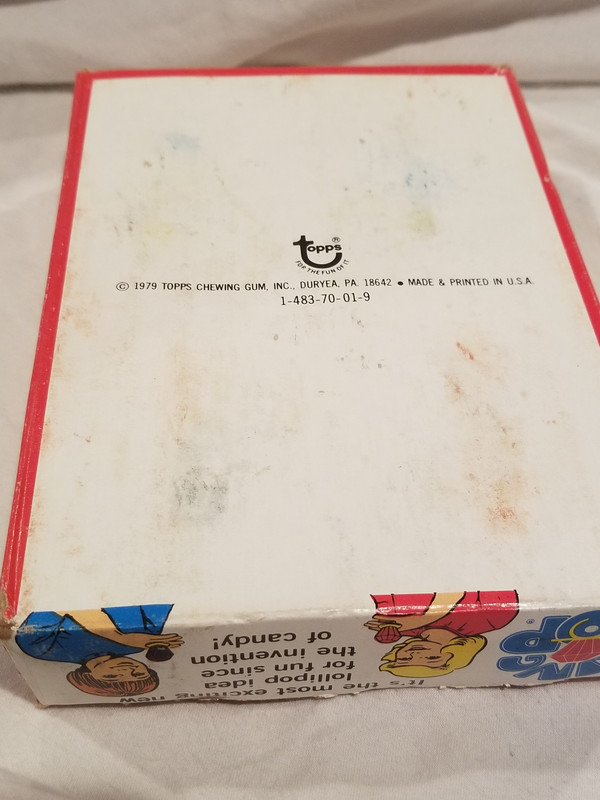 topps®
FOR THE FUN OF IT
© 1979 TOPPS CHEWING GUM, INC., DURYEA, PA. 18642 • MADE & PRINTED IN U.S.A.
1-483-70-01-9
It's the most exciting new
lollipop idea
for fun since
the invention
of candy!
®